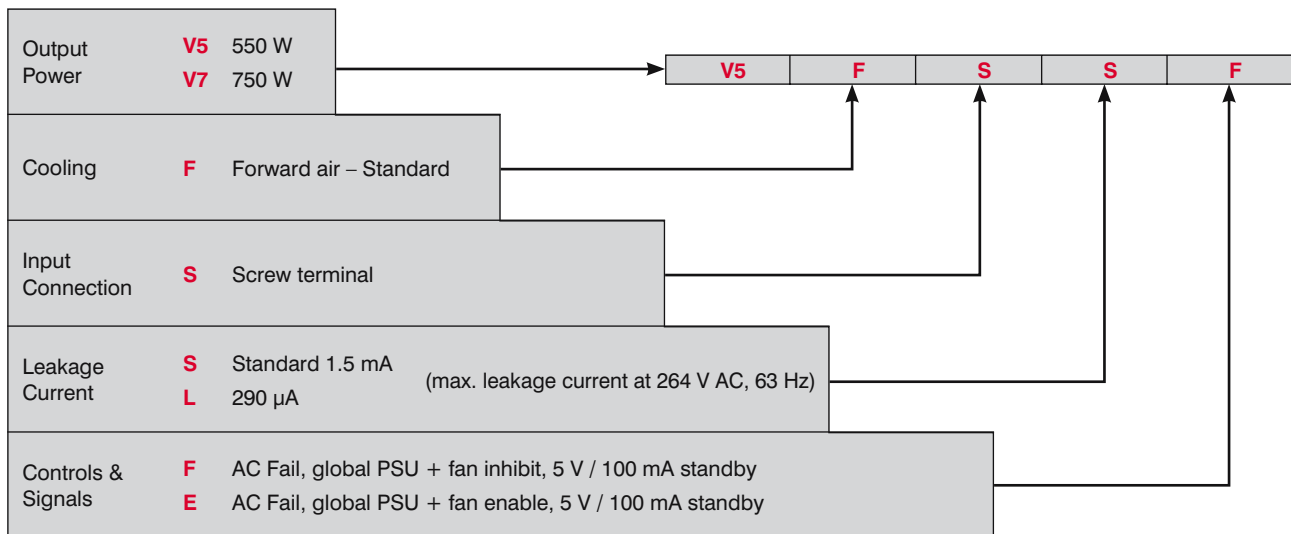 Output
Power
V5 550 W
V7 750 W
V5 F S S F
Cooling F Forward air – Standard
Input
Connection
S Screw terminal
Leakage
Current
S Standard 1.5 mA
L 290 µA
(max. leakage current at 264 V AC, 63 Hz)
Controls &
Signals
F AC Fail, global PSU + fan inhibit, 5 V / 100 mA standby
E AC Fail, global PSU + fan enable, 5 V / 100 mA standby